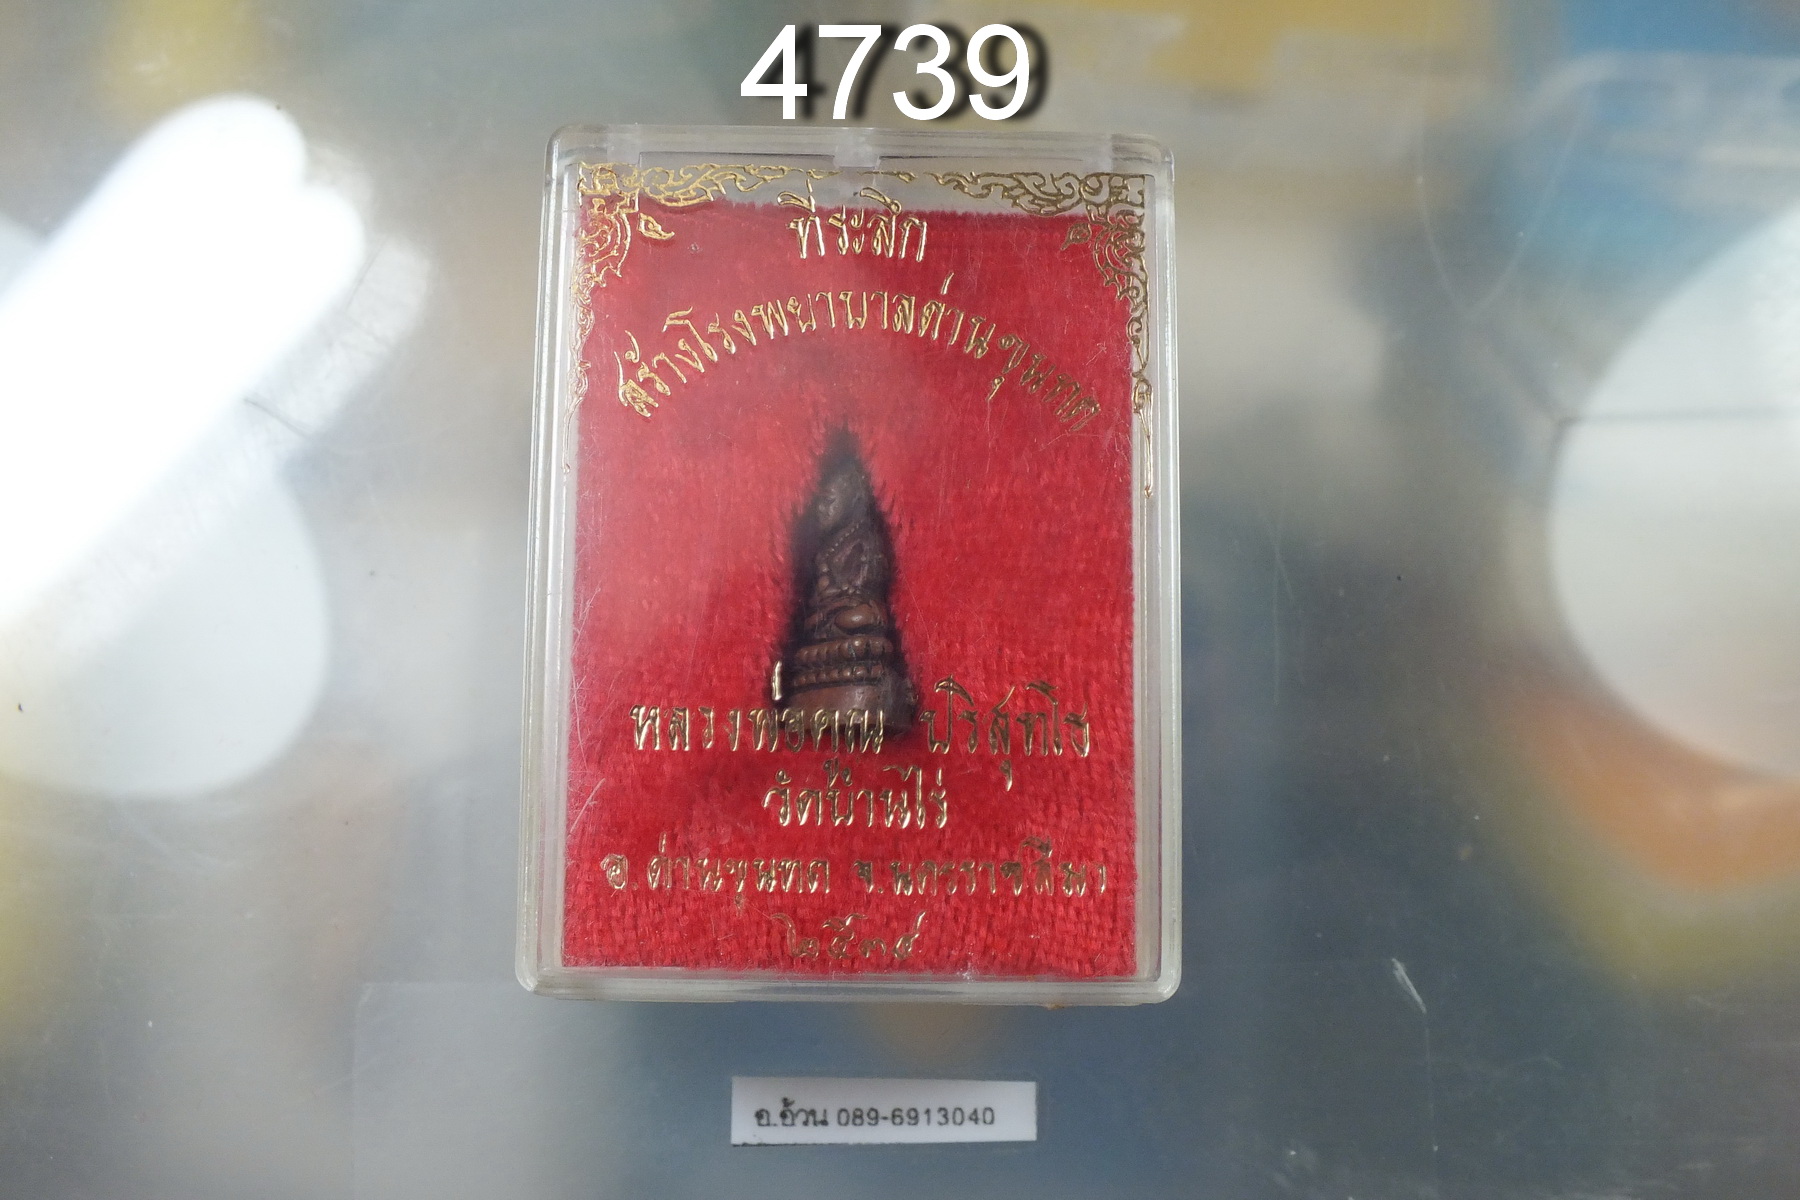 4739
ที่ระลึก
สร้างโรงพยาบาลด่านขุนทด
หลวงพ่อคูณ ปริสุทโธ
วัดบ้านไร่
อ.ด่านขุนทด จ.นครราชสีมา
๒๕๓๕
อ.อ้วน 089-6913040